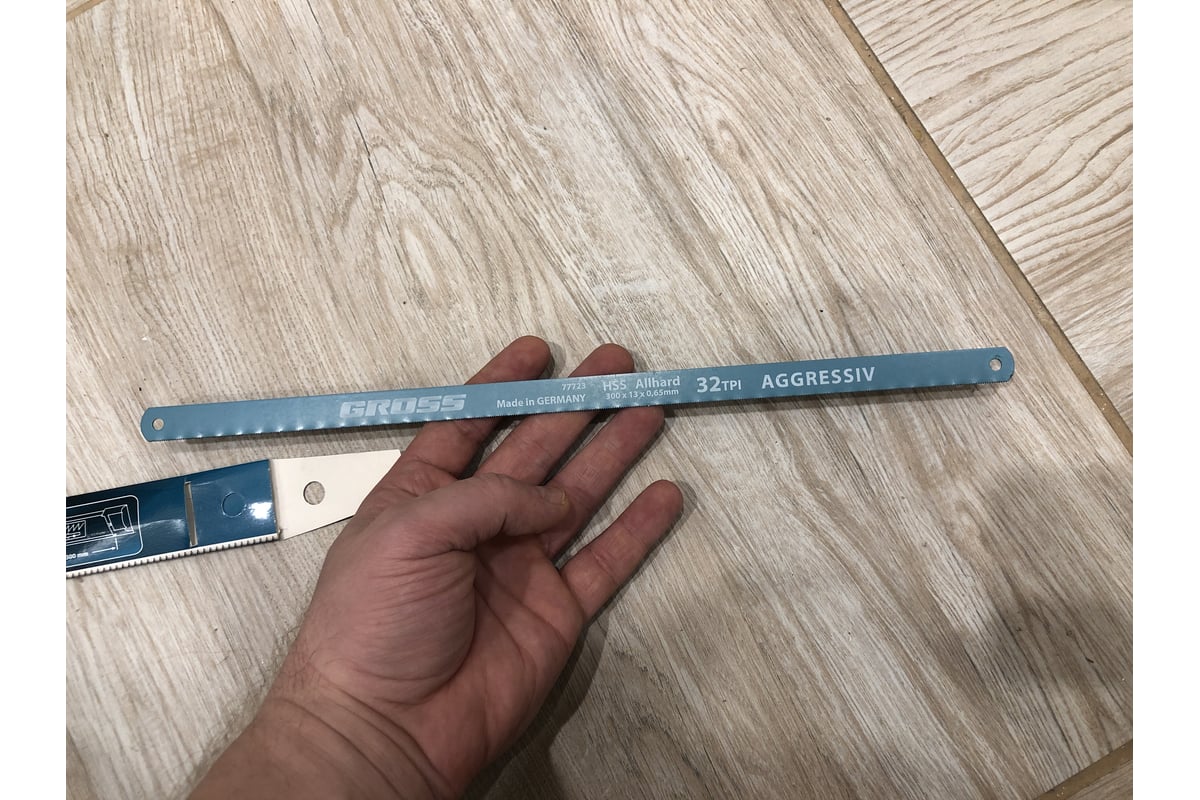 GROSS
Made in GERMANY
77723
HSS Allhard
300 x 13 x 0,65mm
32TPI
AGGRESSIV